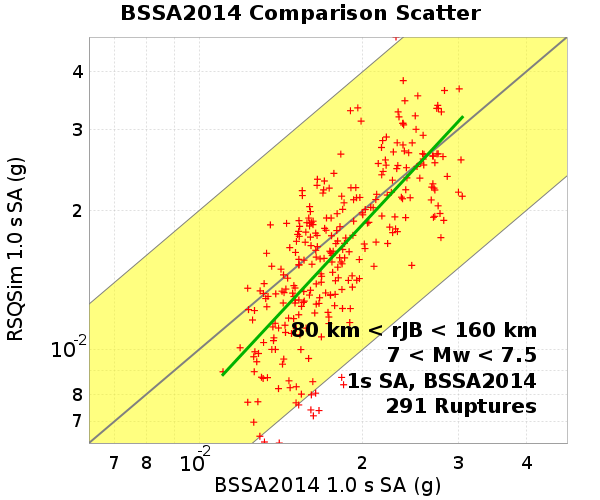 BSSA2014 Comparison Scatter
RSQSim 1.0 s SA (g)
4
3
2
10-2
8
7
80 km < rJB < 160 km
7 < Mw < 7.5
1s SA, BSSA2014
291 Ruptures
7 8 10-2 2 3 4
BSSA2014 1.0 s SA (g)